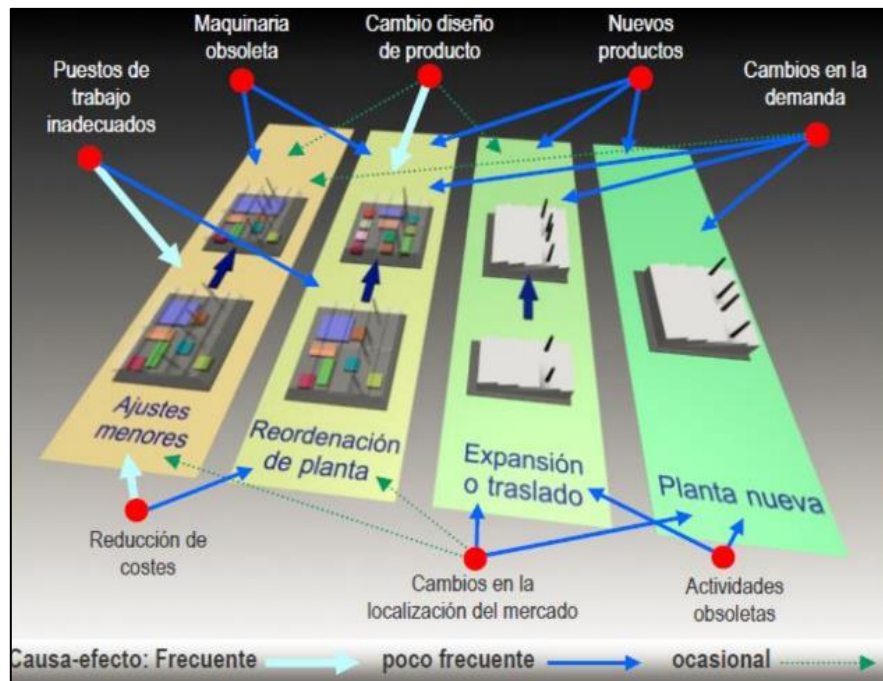 Maquinaria
obsoleta
Cambio diseño
de producto
Nuevos
productos
Puestos de
trabajo
inadecuados
Cambios en la
demanda
Ajustes
menores
Reordenación
de planta
Expansión
o traslado
Planta nueva
Reducción de
costes
Cambios en la
localización del mercado
Actividades
obsoletas
Causa-efecto: Frecuente poco frecuente ocasional